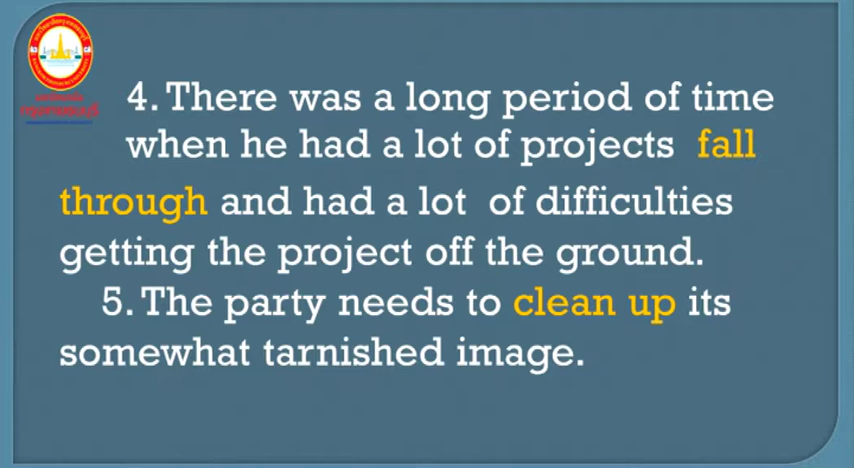 4. There was a long period of time
when he had a lot of projects fall
through and had a lot of difficulties
getting the project off the ground.
5. The party needs to clean up its
somewhat tarnished image.